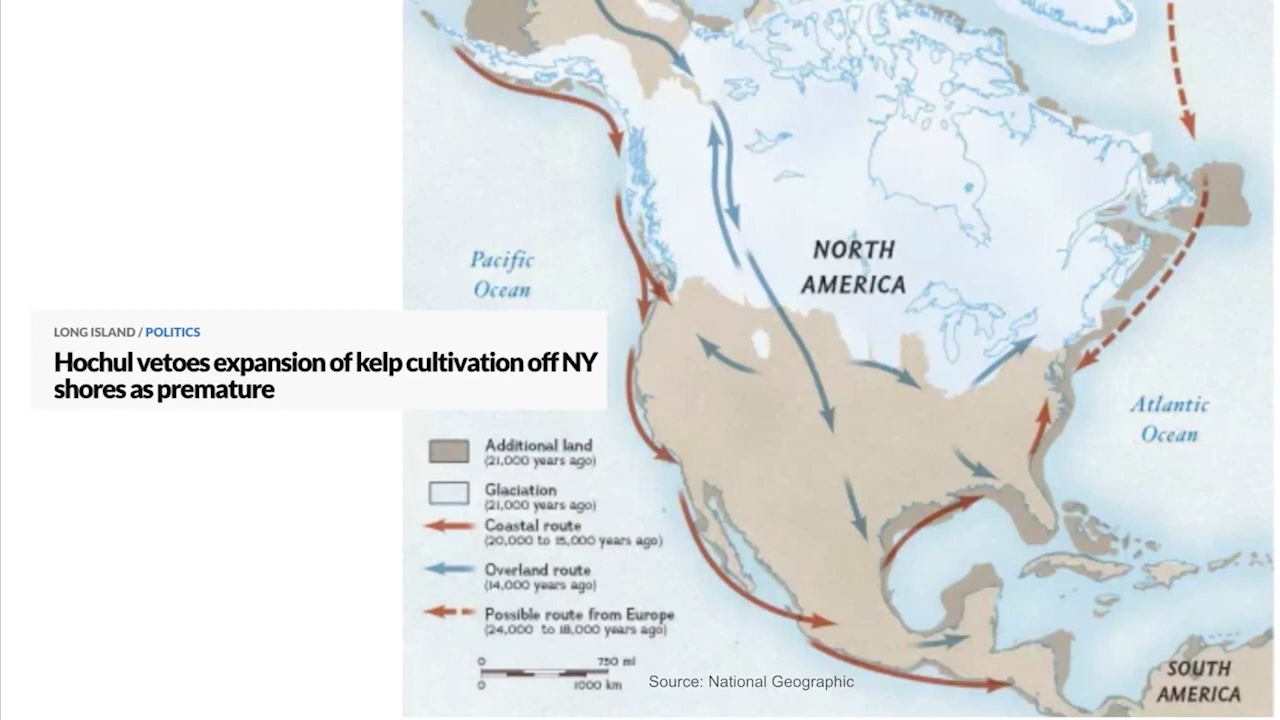 NORTH
AMERICA
Pacific
Ocean
LONG ISLAND / POLITICS
Hochul vetoes expansion of kelp cultivation off NY
shores as premature
Atlantic
Ocean
Additional land
(21,000 years ago)
Glaciation
(21,000 years ago)
Coastal route
(20,000 to 15,000 years ago)
Overland route
(14,000 years ago)
Possible route from Europe
(24,000 to 18,000 years ago)
0 750 mi
0 1000 km
Source: National Geographic
SOUTH
AMERICA